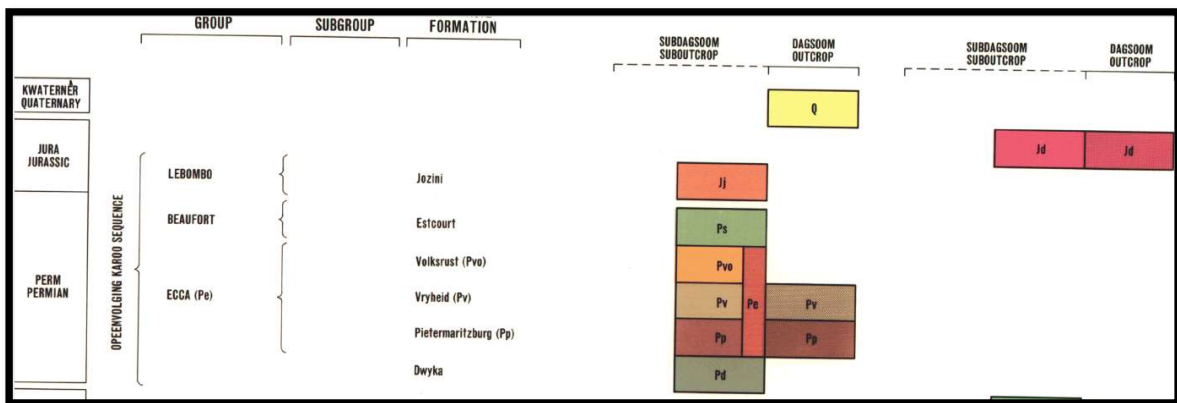 GROUP
SUBGROUP
FORMATION
SUBDAGSOOM
SUBOUTCROP
DAGSOOM
OUTCROP
SUBDAGSOOM
SUBOUTCROP
DAGSOOM
OUTCROP
KWATERNÊR
QUATERNARY
Q
JURA
JURASSIC
Jd
Jd
LEBOMBO
Jozini
Jj
BEAUFORT
Estcourt
Ps
OPEENVOLGING KAROO SEQUENCE
Volksrust (Pvo)
Pvo
PERM
PERMIAN
ECCA (Pe)
Vryheid (Pv)
Pv
Pe
Pv
Pietermaritzburg (Pp)
Pp
Pp
Dwyka
Pd